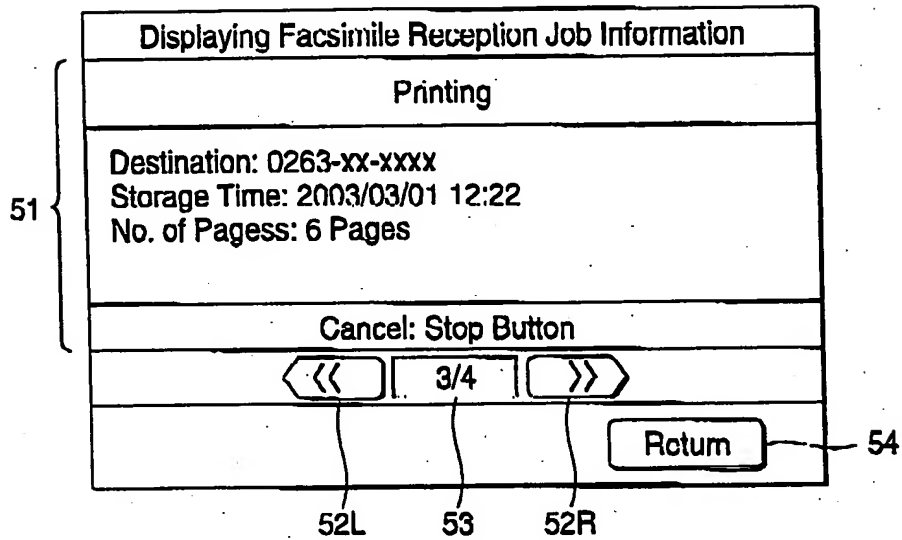 Displaying Facsimile Reception Job Information
Printing
51
Destination: 0263-xx-xxxx
Storage Time: 2003/03/01 12:22
No. of Pagess: 6 Pages
Cancel: Stop Button
<< 3/4 >>
Return 54
52L 53 52R